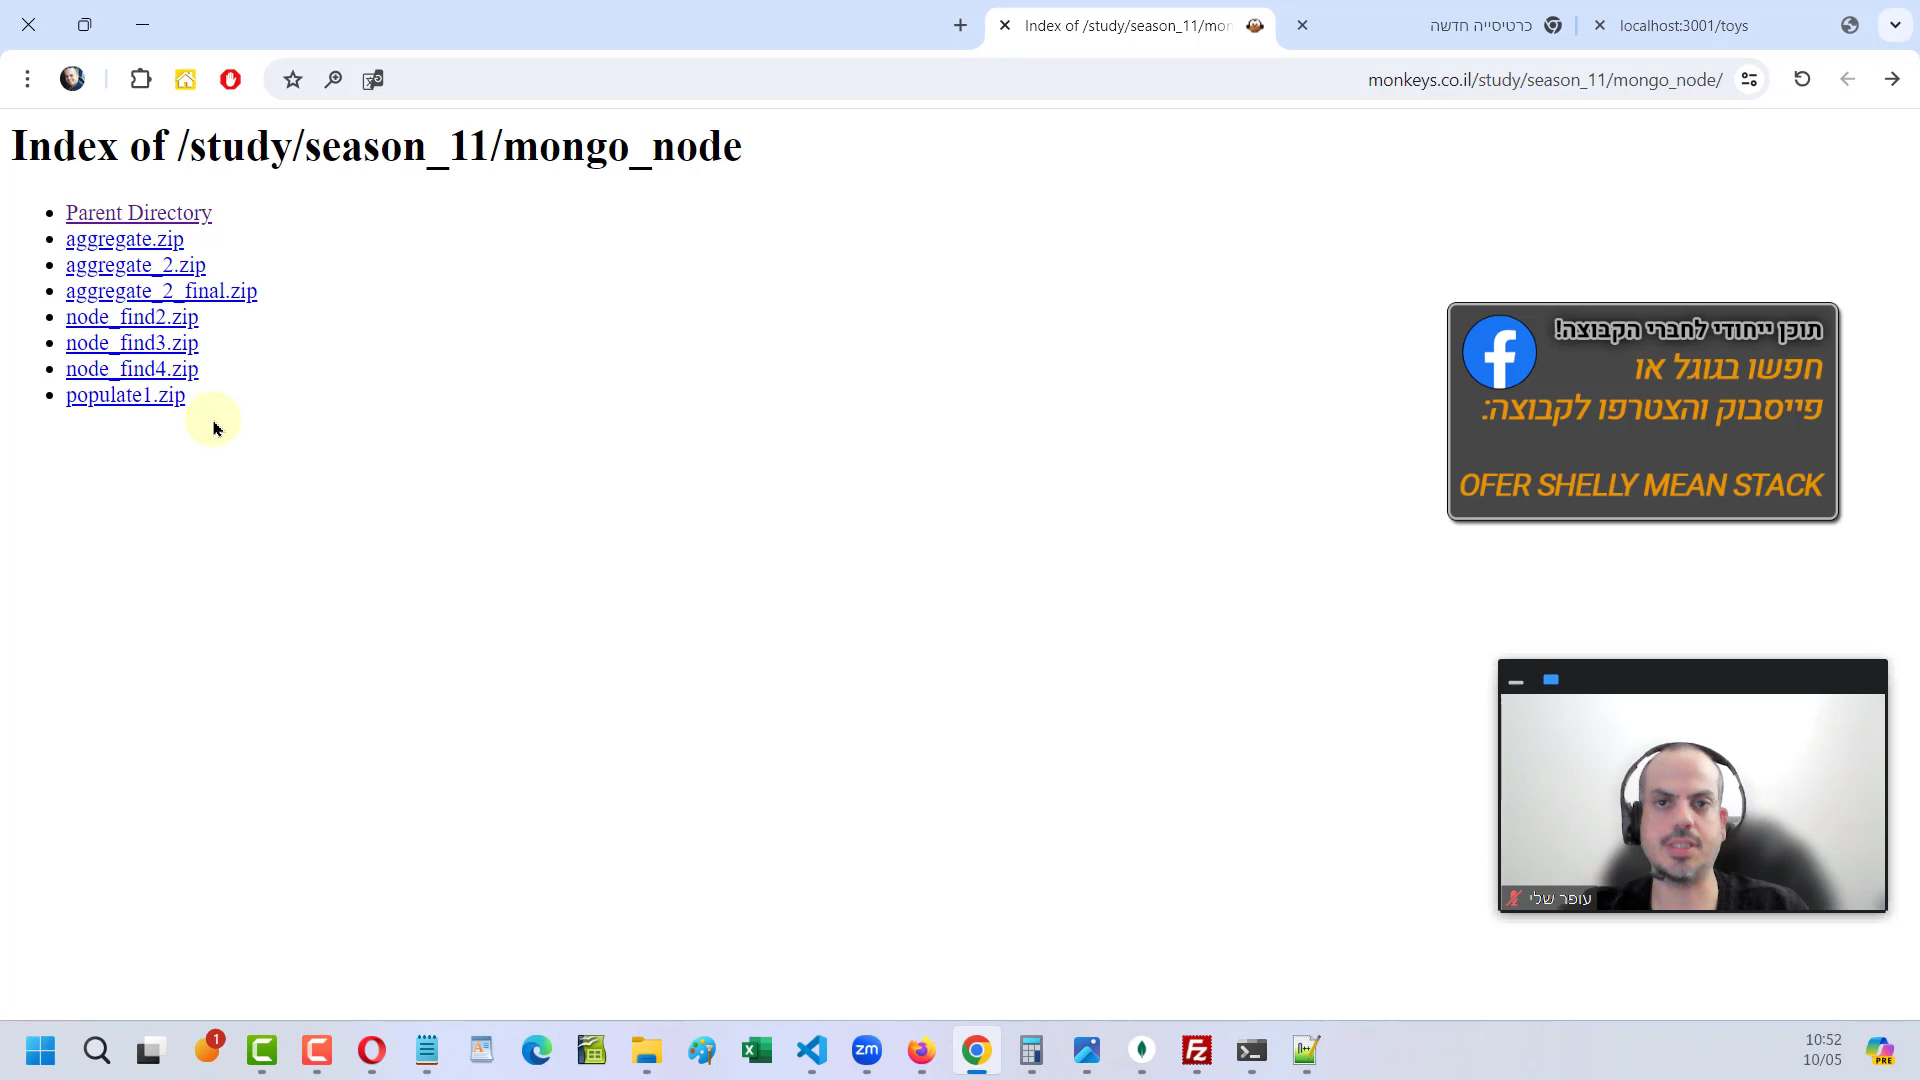 Index of /study/season_11/mon
כרטיסייה חדשה
localhost:3001/toys
monkeys.co.il/study/season_11/mongo_node/
Index of /study/season_11/mongo_node
Parent Directory
aggregate.zip
aggregate_2.zip
aggregate_2_final.zip
node_find2.zip
node_find3.zip
node_find4.zip
populate1.zip
תוכן ייחודי לחברי הקבוצה!
חפשו בגוגל או
פייסבוק והצטרפו לקבוצה:
OFER SHELLY MEAN STACK
עופר שלי
1
zm
PRE
10:52
10/05